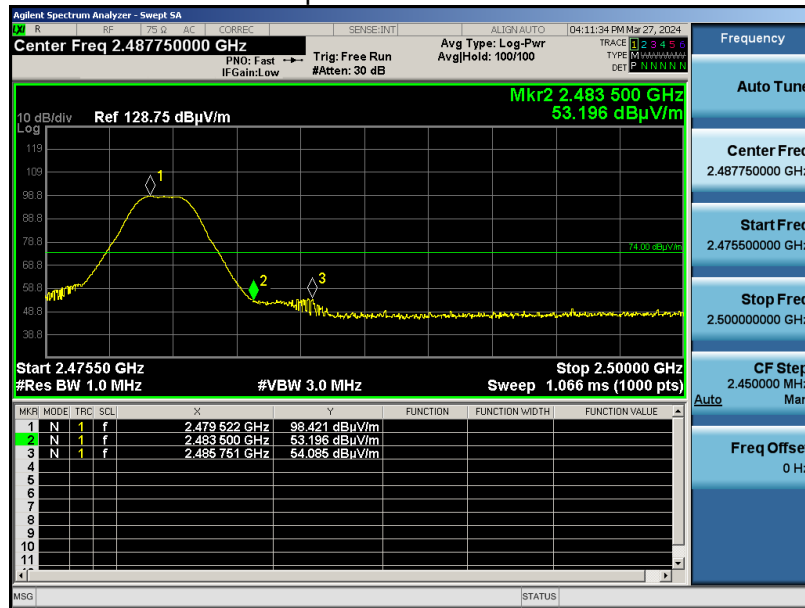 Agilent Spectrum Analyzer - Swept SA
LXI R RF 75 Ω AC CORREC SENSE:INT ALIGN AUTO 04:11:34 PM Mar 27, 2024
Center Freq 2.487750000 GHz
PNO: Fast
IFGain:Low
Trig: Free Run
#Atten: 30 dB
Avg Type: Log-Pwr
Avg|Hold: 100/100
TRACE 1 2 3 4 5 6
TYPE M WWWWW
DET P N N N N N
Mkr2 2.483 500 GHz
53.196 dBµV/m
10 dB/div Ref 128.75 dBµV/m
Log
119
109
98.8
88.8
78.8
68.8
58.8
48.8
38.8
1
2
3
74.00 dBµV/m
Start 2.47550 GHz Stop 2.50000 GHz
#Res BW 1.0 MHz #VBW 3.0 MHz Sweep 1.066 ms (1000 pts)
MKR MODE TRC SCL X Y FUNCTION FUNCTION WIDTH FUNCTION VALUE
1 N 1 f 2.479 522 GHz 98.421 dBµV/m
2 N 1 f 2.483 500 GHz 53.196 dBµV/m
3 N 1 f 2.485 751 GHz 54.085 dBµV/m
4
5
6
7
8
9
10
11
MSG STATUS
Frequency
Auto Tune
Center Freq
2.487750000 GHz
Start Freq
2.475500000 GHz
Stop Freq
2.500000000 GHz
CF Step
2.450000 MHz
Auto Man
Freq Offset
0 Hz